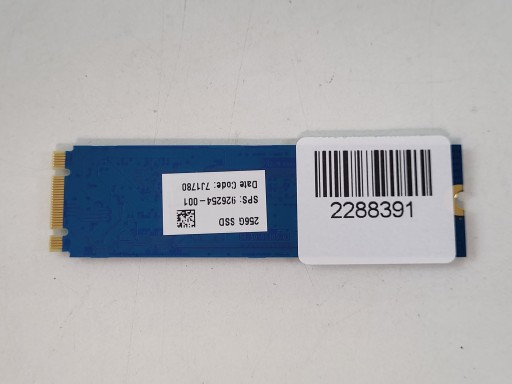 256G SSD
SPS: 926254-001
Date Code: 7J1780
2288391